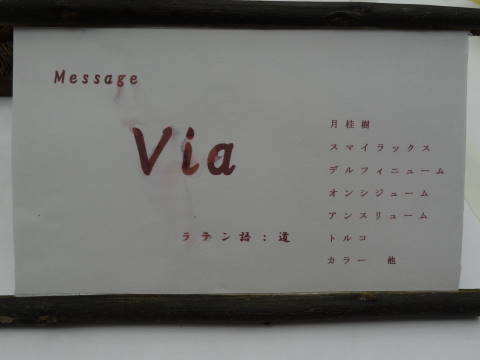 Message
Via
ラテン語：道
月桂樹
スマイラックス
デルフィニューム
オンシジューム
アンスリューム
トルコ
カラー 他